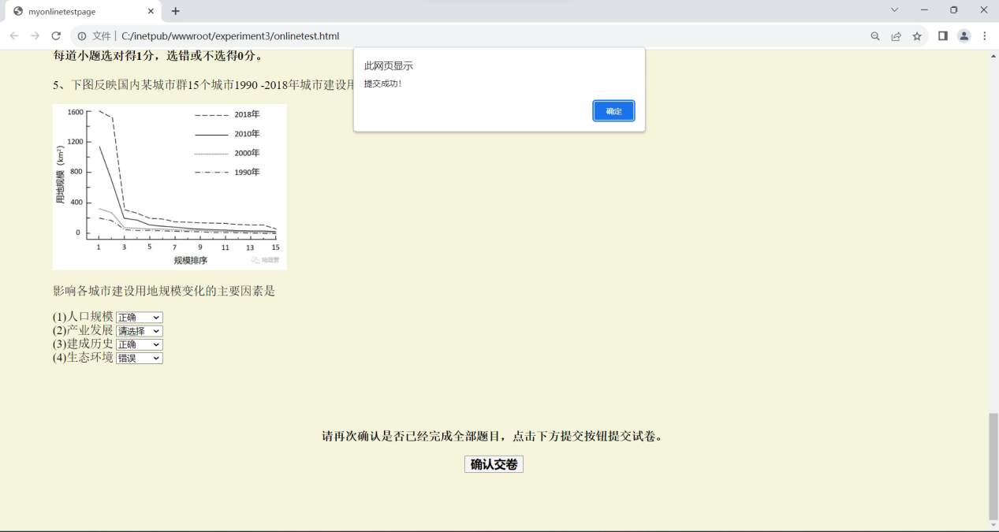 myonlinetestpage
文件 | C:/inetpub/wwwroot/experiment3/onlinetest.html
此网页显示
提交成功！
确定
每道小题选对得1分，选错或不选得0分。
5、下图反映国内某城市群15个城市1990 -2018年城市建设用
1600
1200
800
400
0
用地规模（km²）
2018年
2010年
2000年
1990年
1 3 5 7 9 11 13 15
规模排序
地理营
影响各城市建设用地规模变化的主要因素是
(1)人口规模 正确
(2)产业发展 请选择
(3)建成历史 正确
(4)生态环境 错误
请再次确认是否已经完成全部题目，点击下方提交按钮提交试卷。
确认交卷